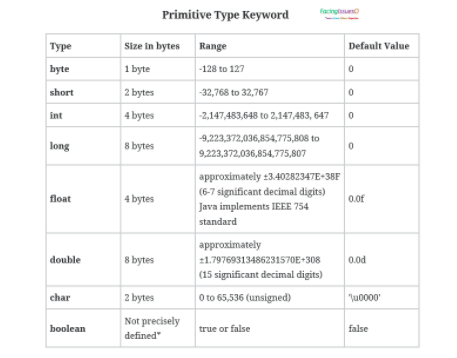 Primitive Type Keyword
FacingIssues
Type Size in bytes Range Default Value
byte 1 byte -128 to 127 0
short 2 bytes -32,768 to 32,767 0
int 4 bytes -2,147,483,648 to 2,147,483, 647 0
long 8 bytes -9,223,372,036,854,775,808 to
9,223,372,036,854,775,807 0
float 4 bytes approximately ±3.40282347E+38F
(6-7 significant decimal digits)
Java implements IEEE 754
standard 0.0f
double 8 bytes approximately
±1.79769313486231570E+308
(15 significant decimal digits) 0.0d
char 2 bytes 0 to 65,536 (unsigned) '\u0000'
boolean Not precisely
defined* true or false false